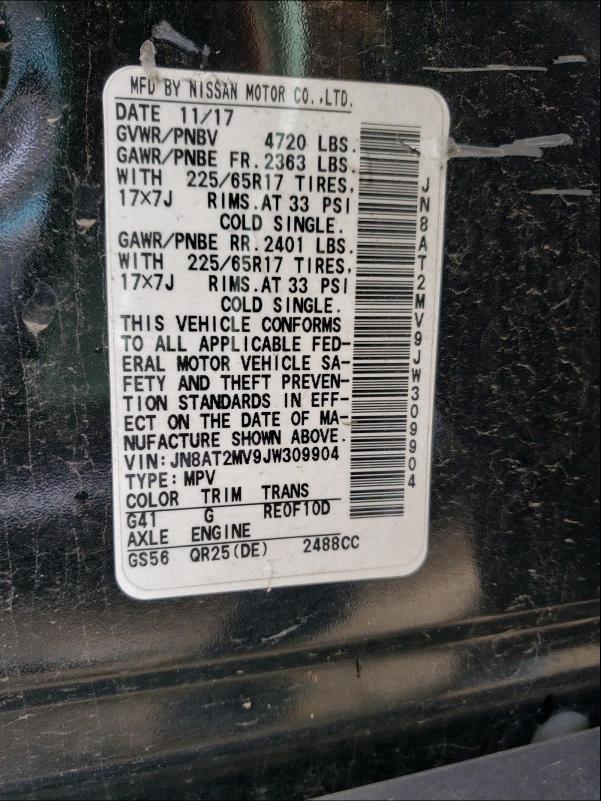 MFD BY NISSAN MOTOR CO.,LTD.
DATE 11/17
GVWR/PNBV 4720 LBS.
GAWR/PNBE FR.2363 LBS.
WITH 225/65R17 TIRES,
17X7J RIMS.AT 33 PSI
COLD SINGLE.
GAWR/PNBE RR.2401 LBS.
WITH 225/65R17 TIRES,
17X7J RIMS.AT 33 PSI
COLD SINGLE.
THIS VEHICLE CONFORMS
TO ALL APPLICABLE FED-
ERAL MOTOR VEHICLE SA-
FETY AND THEFT PREVEN-
TION STANDARDS IN EFF-
ECT ON THE DATE OF MA-
NUFACTURE SHOWN ABOVE.
VIN:JN8AT2MV9JW309904
TYPE:MPV
COLOR TRIM TRANS
G41 G RE0F10D
AXLE ENGINE
GS56 QR25(DE) 2488CC
JN8AT2MV9JW309904